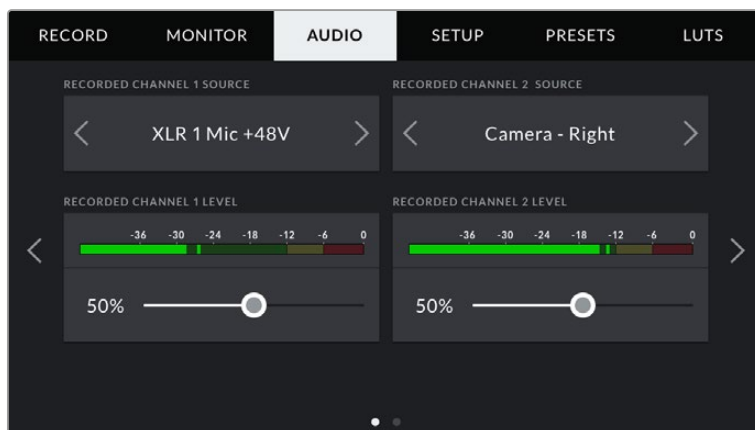 RECORD MONITOR AUDIO SETUP PRESETS LUTS
RECORDED CHANNEL 1 SOURCE RECORDED CHANNEL 2 SOURCE
XLR 1 Mic +48V Camera - Right
RECORDED CHANNEL 1 LEVEL RECORDED CHANNEL 2 LEVEL
-36 -30 -24 -18 -12 -6 0 -36 -30 -24 -18 -12 -6 0
50% 50%